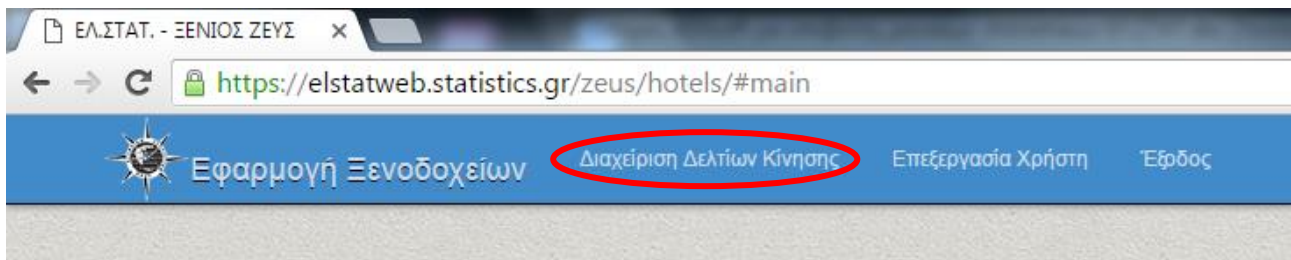 ΕΛ.ΣΤΑΤ. - ΞΕΝΙΟΣ ΖΕΥΣ
https://elstatweb.statistics.gr/zeus/hotels/#main
Εφαρμογή Ξενοδοχείων Διαχείριση Δελτίων Κίνησης Επεξεργασία Χρήστη Έξοδος